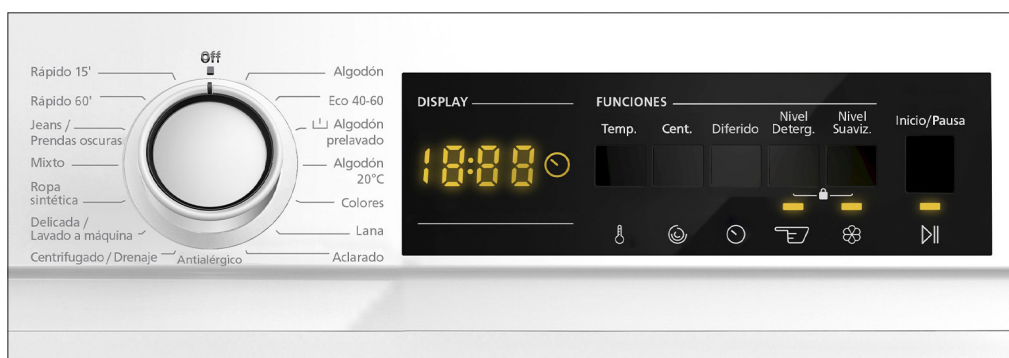 Off
Rápido 15'
Rápido 60'
Jeans /
Prendas oscuras
Mixto
Ropa
sintética
Delicada /
Lavado a máquina
Centrifugado / Drenaje
Antialérgico
Algodón
Eco 40-60
Algodón
prelavado
Algodón
20°C
Colores
Lana
Aclarado
DISPLAY
18:88
FUNCIONES
Temp.
Cent.
Diferido
Nivel
Deterg.
Nivel
Suaviz.
Inicio/Pausa